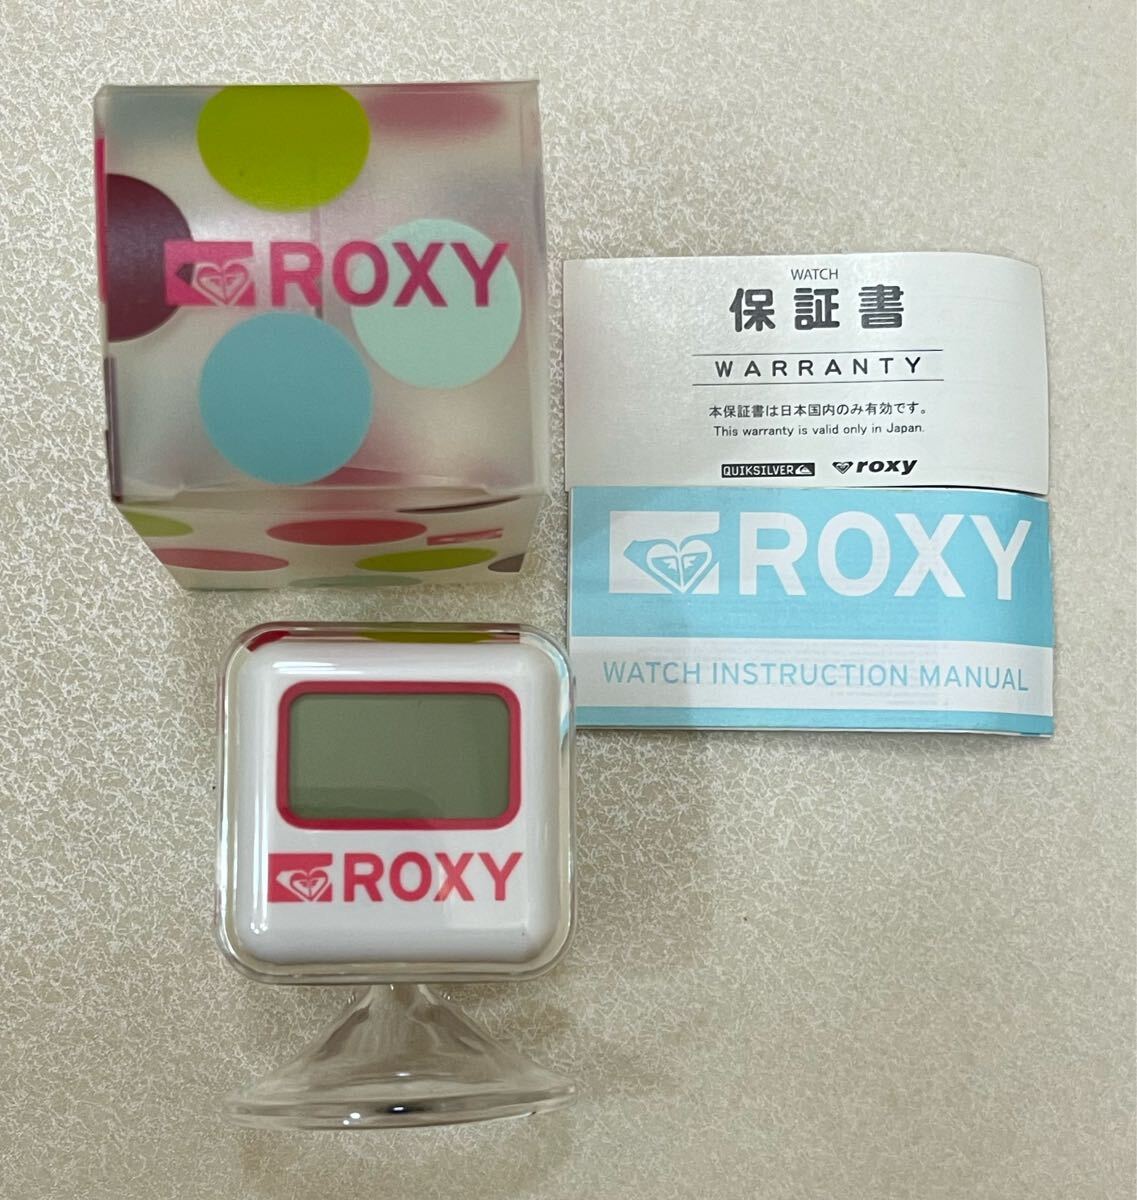 ROXY
WATCH
保証書
WARRANTY
本保証書は日本国内のみ有効です。
This warranty is valid only in Japan.
QUIKSILVER roxy
ROXY
WATCH INSTRUCTION MANUAL
ROXY